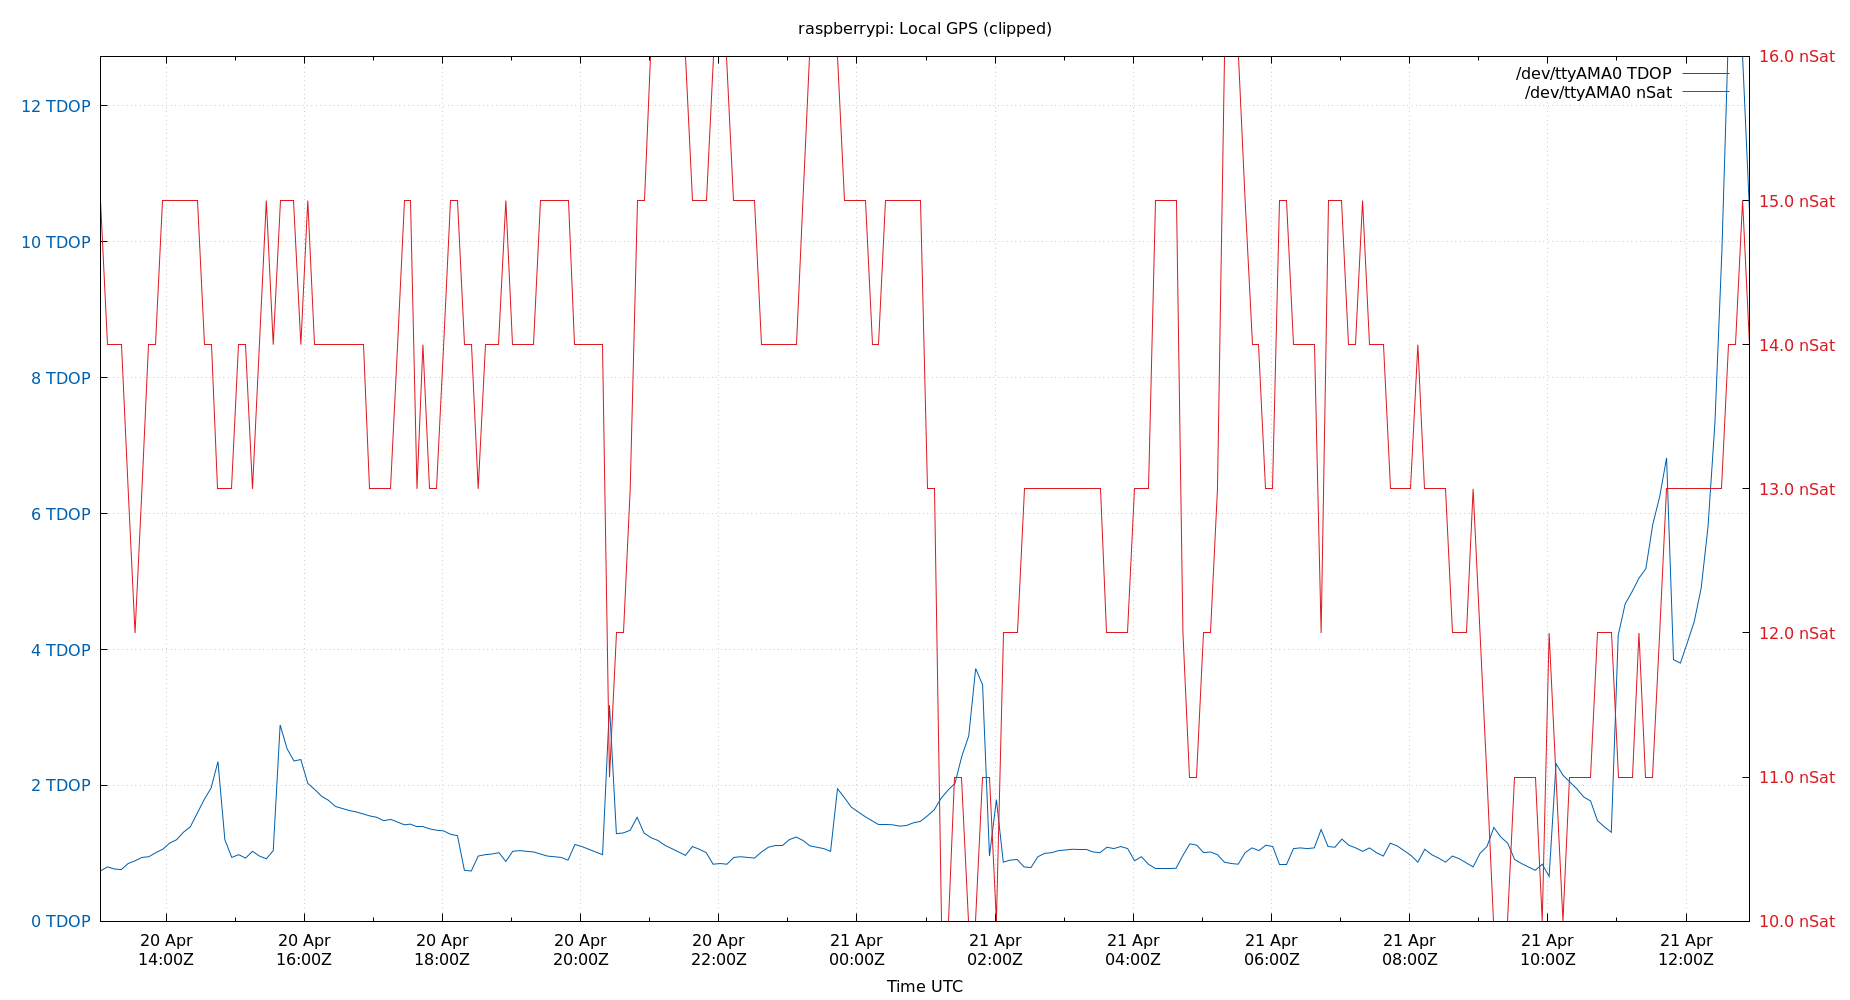 raspberrypi: Local GPS (clipped)
/dev/ttyAMA0 TDOP
/dev/ttyAMA0 nSat
12 TDOP
10 TDOP
8 TDOP
6 TDOP
4 TDOP
2 TDOP
0 TDOP
16.0 nSat
15.0 nSat
14.0 nSat
13.0 nSat
12.0 nSat
11.0 nSat
10.0 nSat
20 Apr
14:00Z
20 Apr
16:00Z
20 Apr
18:00Z
20 Apr
20:00Z
20 Apr
22:00Z
21 Apr
00:00Z
21 Apr
02:00Z
21 Apr
04:00Z
21 Apr
06:00Z
21 Apr
08:00Z
21 Apr
10:00Z
21 Apr
12:00Z
Time UTC